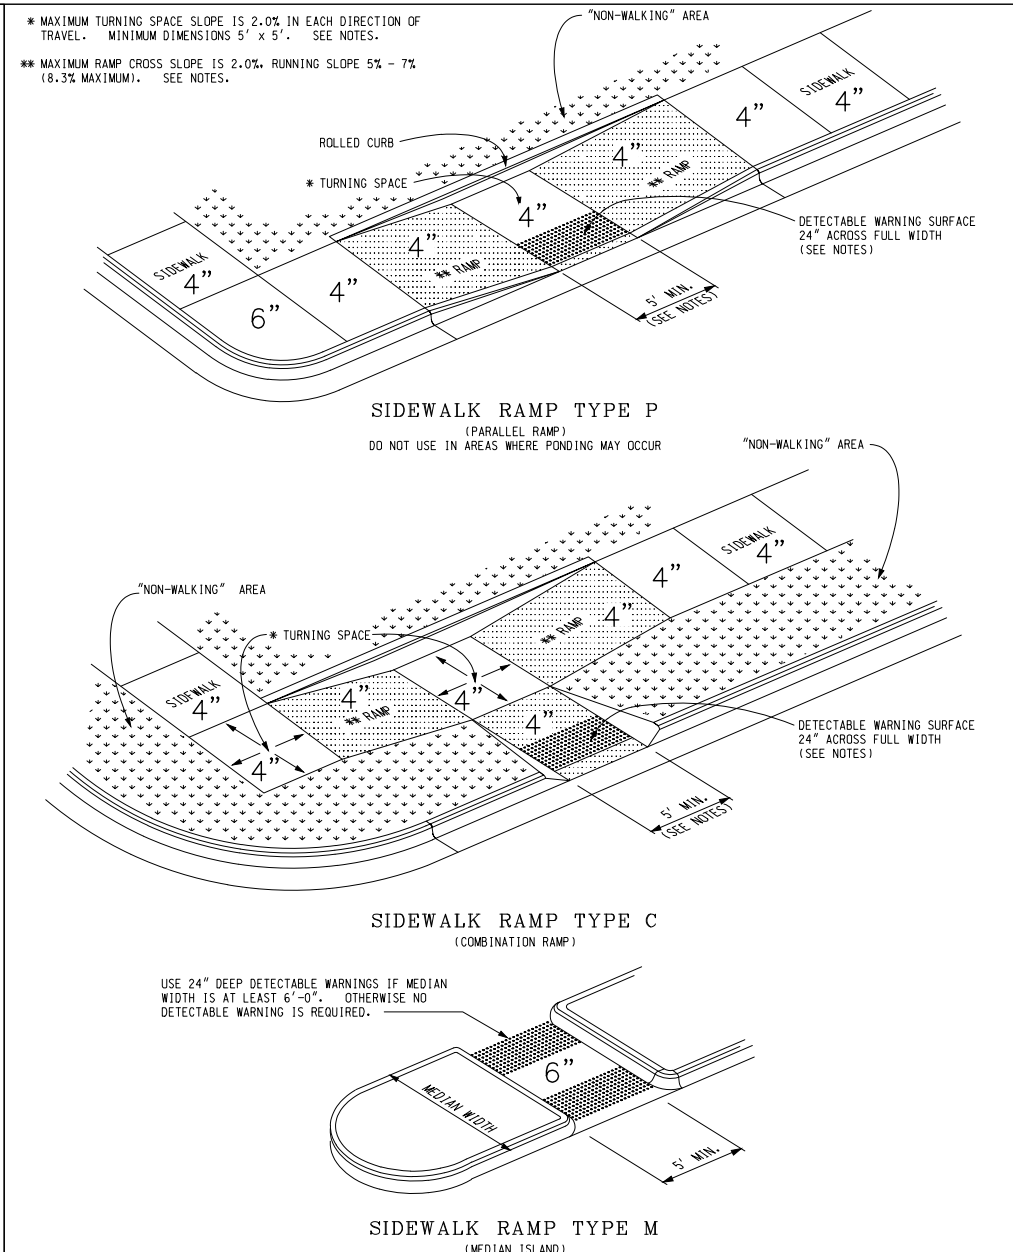 * MAXIMUM TURNING SPACE SLOPE IS 2.0% IN EACH DIRECTION OF
TRAVEL. MINIMUM DIMENSIONS 5' x 5'. SEE NOTES.
** MAXIMUM RAMP CROSS SLOPE IS 2.0%, RUNNING SLOPE 5% - 7%
(8.3% MAXIMUM). SEE NOTES.
"NON-WALKING" AREA
SIDEWALK
4"
4"
ROLLED CURB
4"
** RAMP
* TURNING SPACE
4"
DETECTABLE WARNING SURFACE
24" ACROSS FULL WIDTH
(SEE NOTES)
4"
** RAMP
SIDEWALK
4"
4"
6"
5' MIN.
(SEE NOTES)
SIDEWALK RAMP TYPE P
(PARALLEL RAMP)
DO NOT USE IN AREAS WHERE PONDING MAY OCCUR
"NON-WALKING" AREA
SIDEWALK
4"
4"
"NON-WALKING" AREA
4"
** RAMP
* TURNING SPACE
SIDEWALK
4"
4"
** RAMP
4"
4"
4"
DETECTABLE WARNING SURFACE
24" ACROSS FULL WIDTH
(SEE NOTES)
5' MIN.
(SEE NOTES)
SIDEWALK RAMP TYPE C
(COMBINATION RAMP)
USE 24" DEEP DETECTABLE WARNINGS IF MEDIAN
WIDTH IS AT LEAST 6'-0". OTHERWISE NO
DETECTABLE WARNING IS REQUIRED.
6"
MEDIAN WIDTH
5' MIN.
SIDEWALK RAMP TYPE M
(MEDIAN ISLAND)